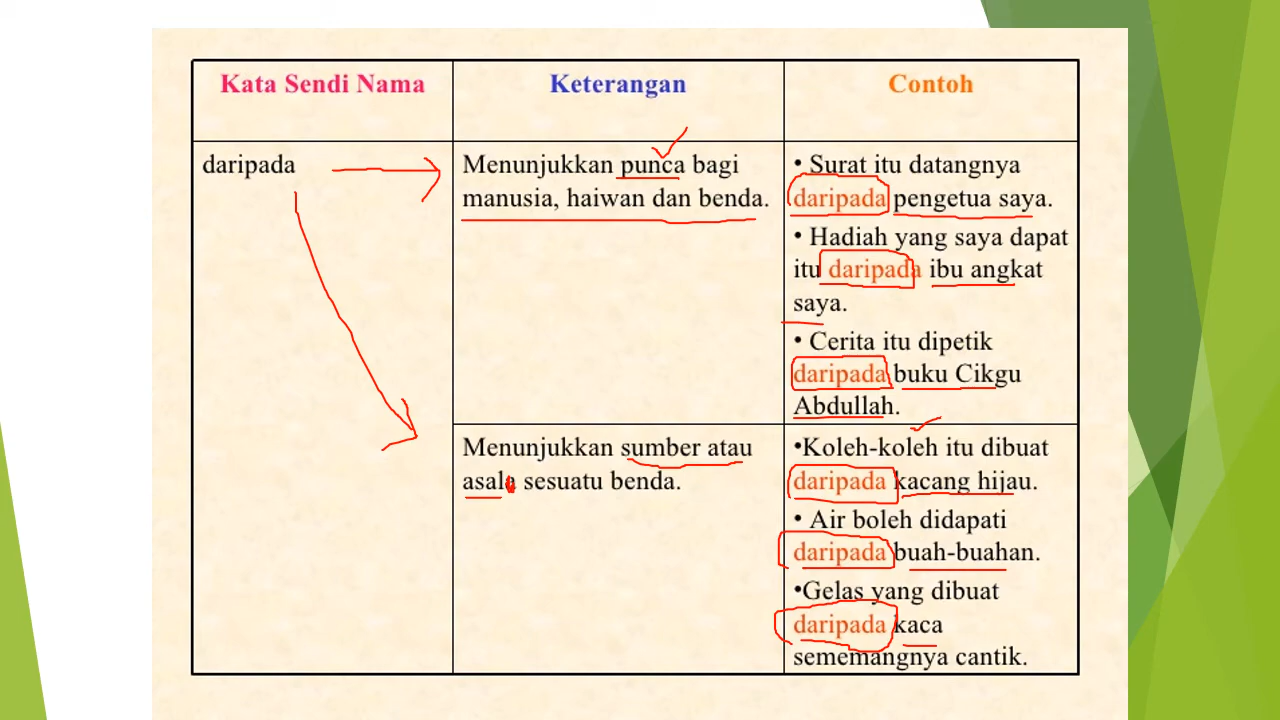 Kata Sendi Nama
Keterangan
Contoh
daripada
Menunjukkan punca bagi
manusia, haiwan dan benda.
• Surat itu datangnya
daripada pengetua saya.
• Hadiah yang saya dapat
itu daripada ibu angkat
saya.
• Cerita itu dipetik
daripada buku Cikgu
Abdullah.
Menunjukkan sumber atau
asala sesuatu benda.
•Koleh-koleh itu dibuat
daripada kacang hijau.
• Air boleh didapati
daripada buah-buahan.
•Gelas yang dibuat
daripada kaca
sememangnya cantik.